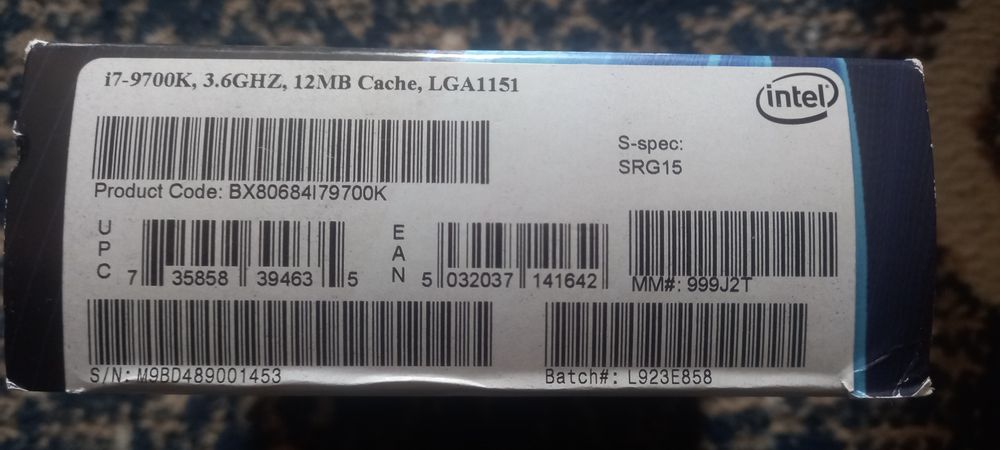 i7-9700K, 3.6GHZ, 12MB Cache, LGA1151
intel
S-spec:
SRG15
Product Code: BX80684I79700K
UPC 7 35858 39463 5
EAN 5 032037 141642
MM#: 999J2T
S/N: M9BD489001453
Batch#: L923E858